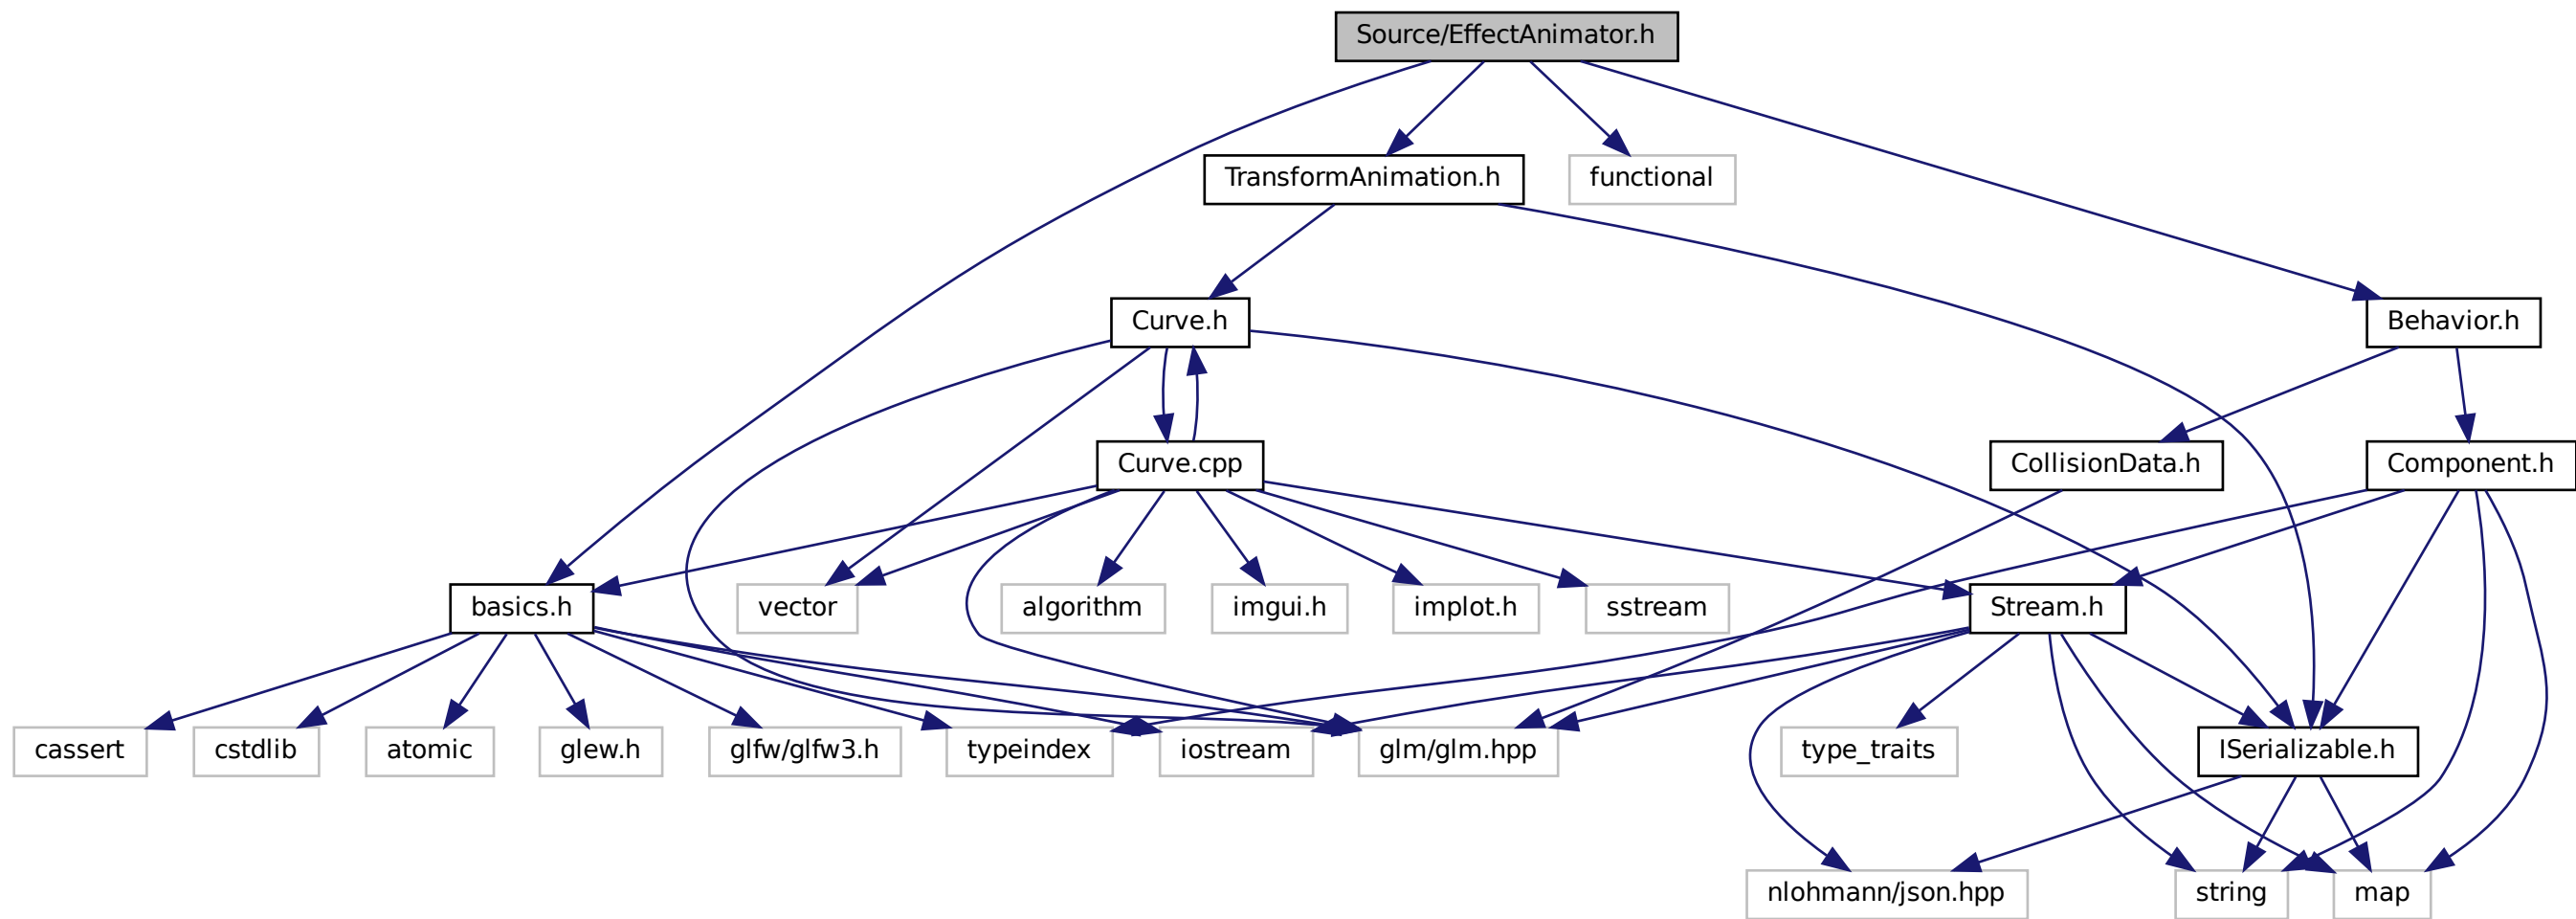 Source/EffectAnimator.h
TransformAnimation.h
functional
Curve.h
Behavior.h
Curve.cpp
CollisionData.h
Component.h
basics.h
vector
algorithm
imgui.h
implot.h
sstream
Stream.h
cassert
cstdlib
atomic
glew.h
glfw/glfw3.h
typeindex
iostream
glm/glm.hpp
type_traits
ISerializable.h
nlohmann/json.hpp
string
map